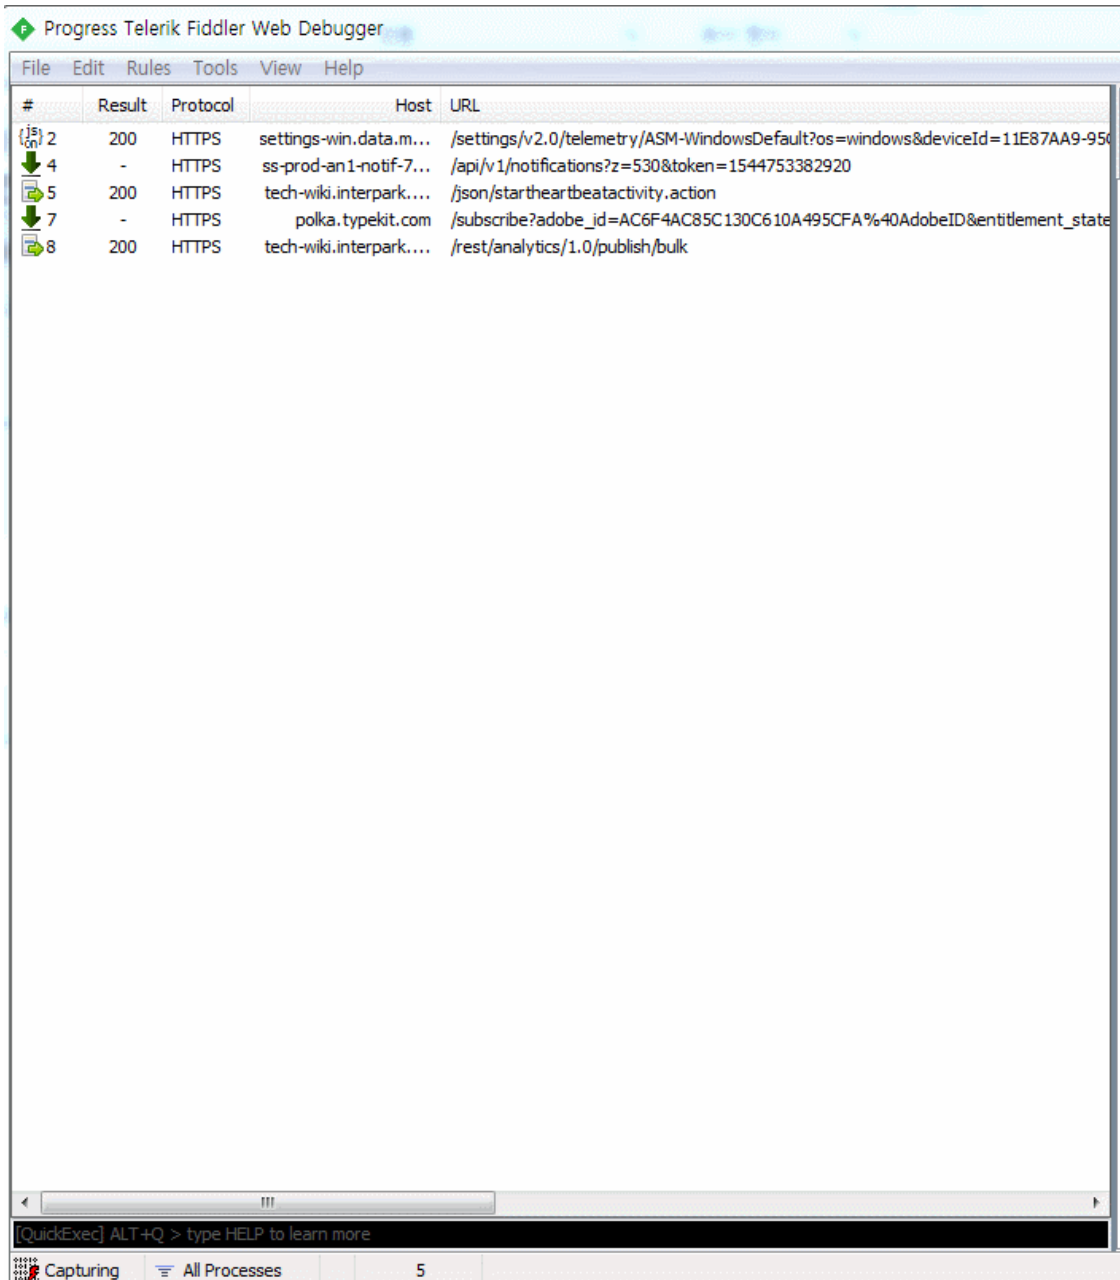 Progress Telerik Fiddler Web Debugger
File Edit Rules Tools View Help
# Result Protocol Host URL
{js on} 2 200 HTTPS settings-win.data.m... /settings/v2.0/telemetry/ASM-WindowsDefault?os=windows&deviceId=11E87AA9-950
4 - HTTPS ss-prod-an1-notif-7... /api/v1/notifications?z=530&token=1544753382920
5 200 HTTPS tech-wiki.interpark.... /json/startheartbeatactivity.action
7 - HTTPS polka.typekit.com /subscribe?adobe_id=AC6F4AC85C130C610A495CFA%40AdobeID&entitlement_state
8 200 HTTPS tech-wiki.interpark.... /rest/analytics/1.0/publish/bulk
[QuickExec] ALT+Q > type HELP to learn more
Capturing All Processes 5